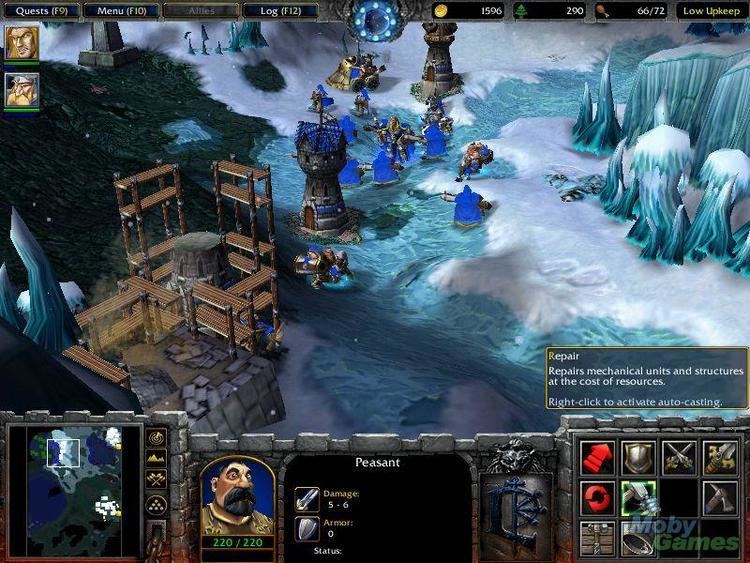 Quests (F9) Menu (F10) Allies Log (F12) 1596 290 66/72 Low Upkeep
Repair
Repairs mechanical units and structures
at the cost of resources.
Right-click to activate auto-casting.
Peasant
Damage:
5 - 6
Armor:
0
220 / 220
Status:
Moby
Games